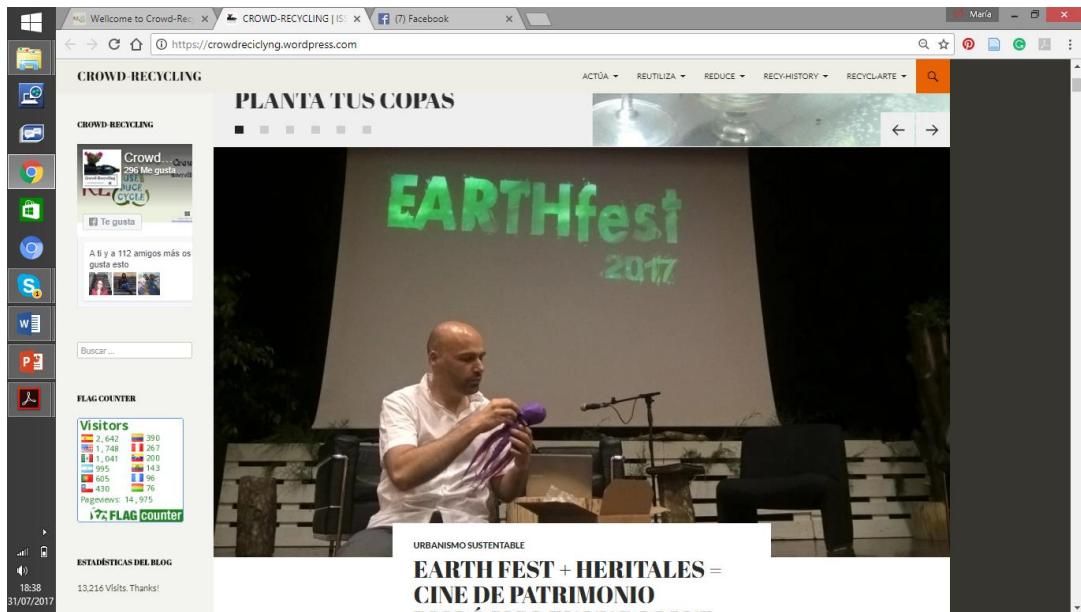 Wellcome to Crowd-Rec
CROWD-RECYCLING | IS
(7) Facebook
María
https://crowdreciclyng.wordpress.com
CROWD-RECYCLING
ACTÚA
REUTILIZA
REDUCE
RECY-HISTORY
RECYCL-ARTE
PLANTA TUS COPAS
CROWD-RECYCLING
Crowd...
296 Me gusta
Te gusta
A ti y a 112 amigos más os
gusta esto
Buscar ...
FLAG COUNTER
Visitors
2,642 390
1,748 267
1,041 200
995 143
605 96
430 76
Pageviews: 14,975
FLAG counter
ESTADÍSTICAS DEL BLOG
13,216 Visits. Thanks!
EARTHfest
2017
URBANISMO SUSTENTABLE
EARTH FEST + HERITALES =
CINE DE PATRIMONIO
18:38
31/07/2017